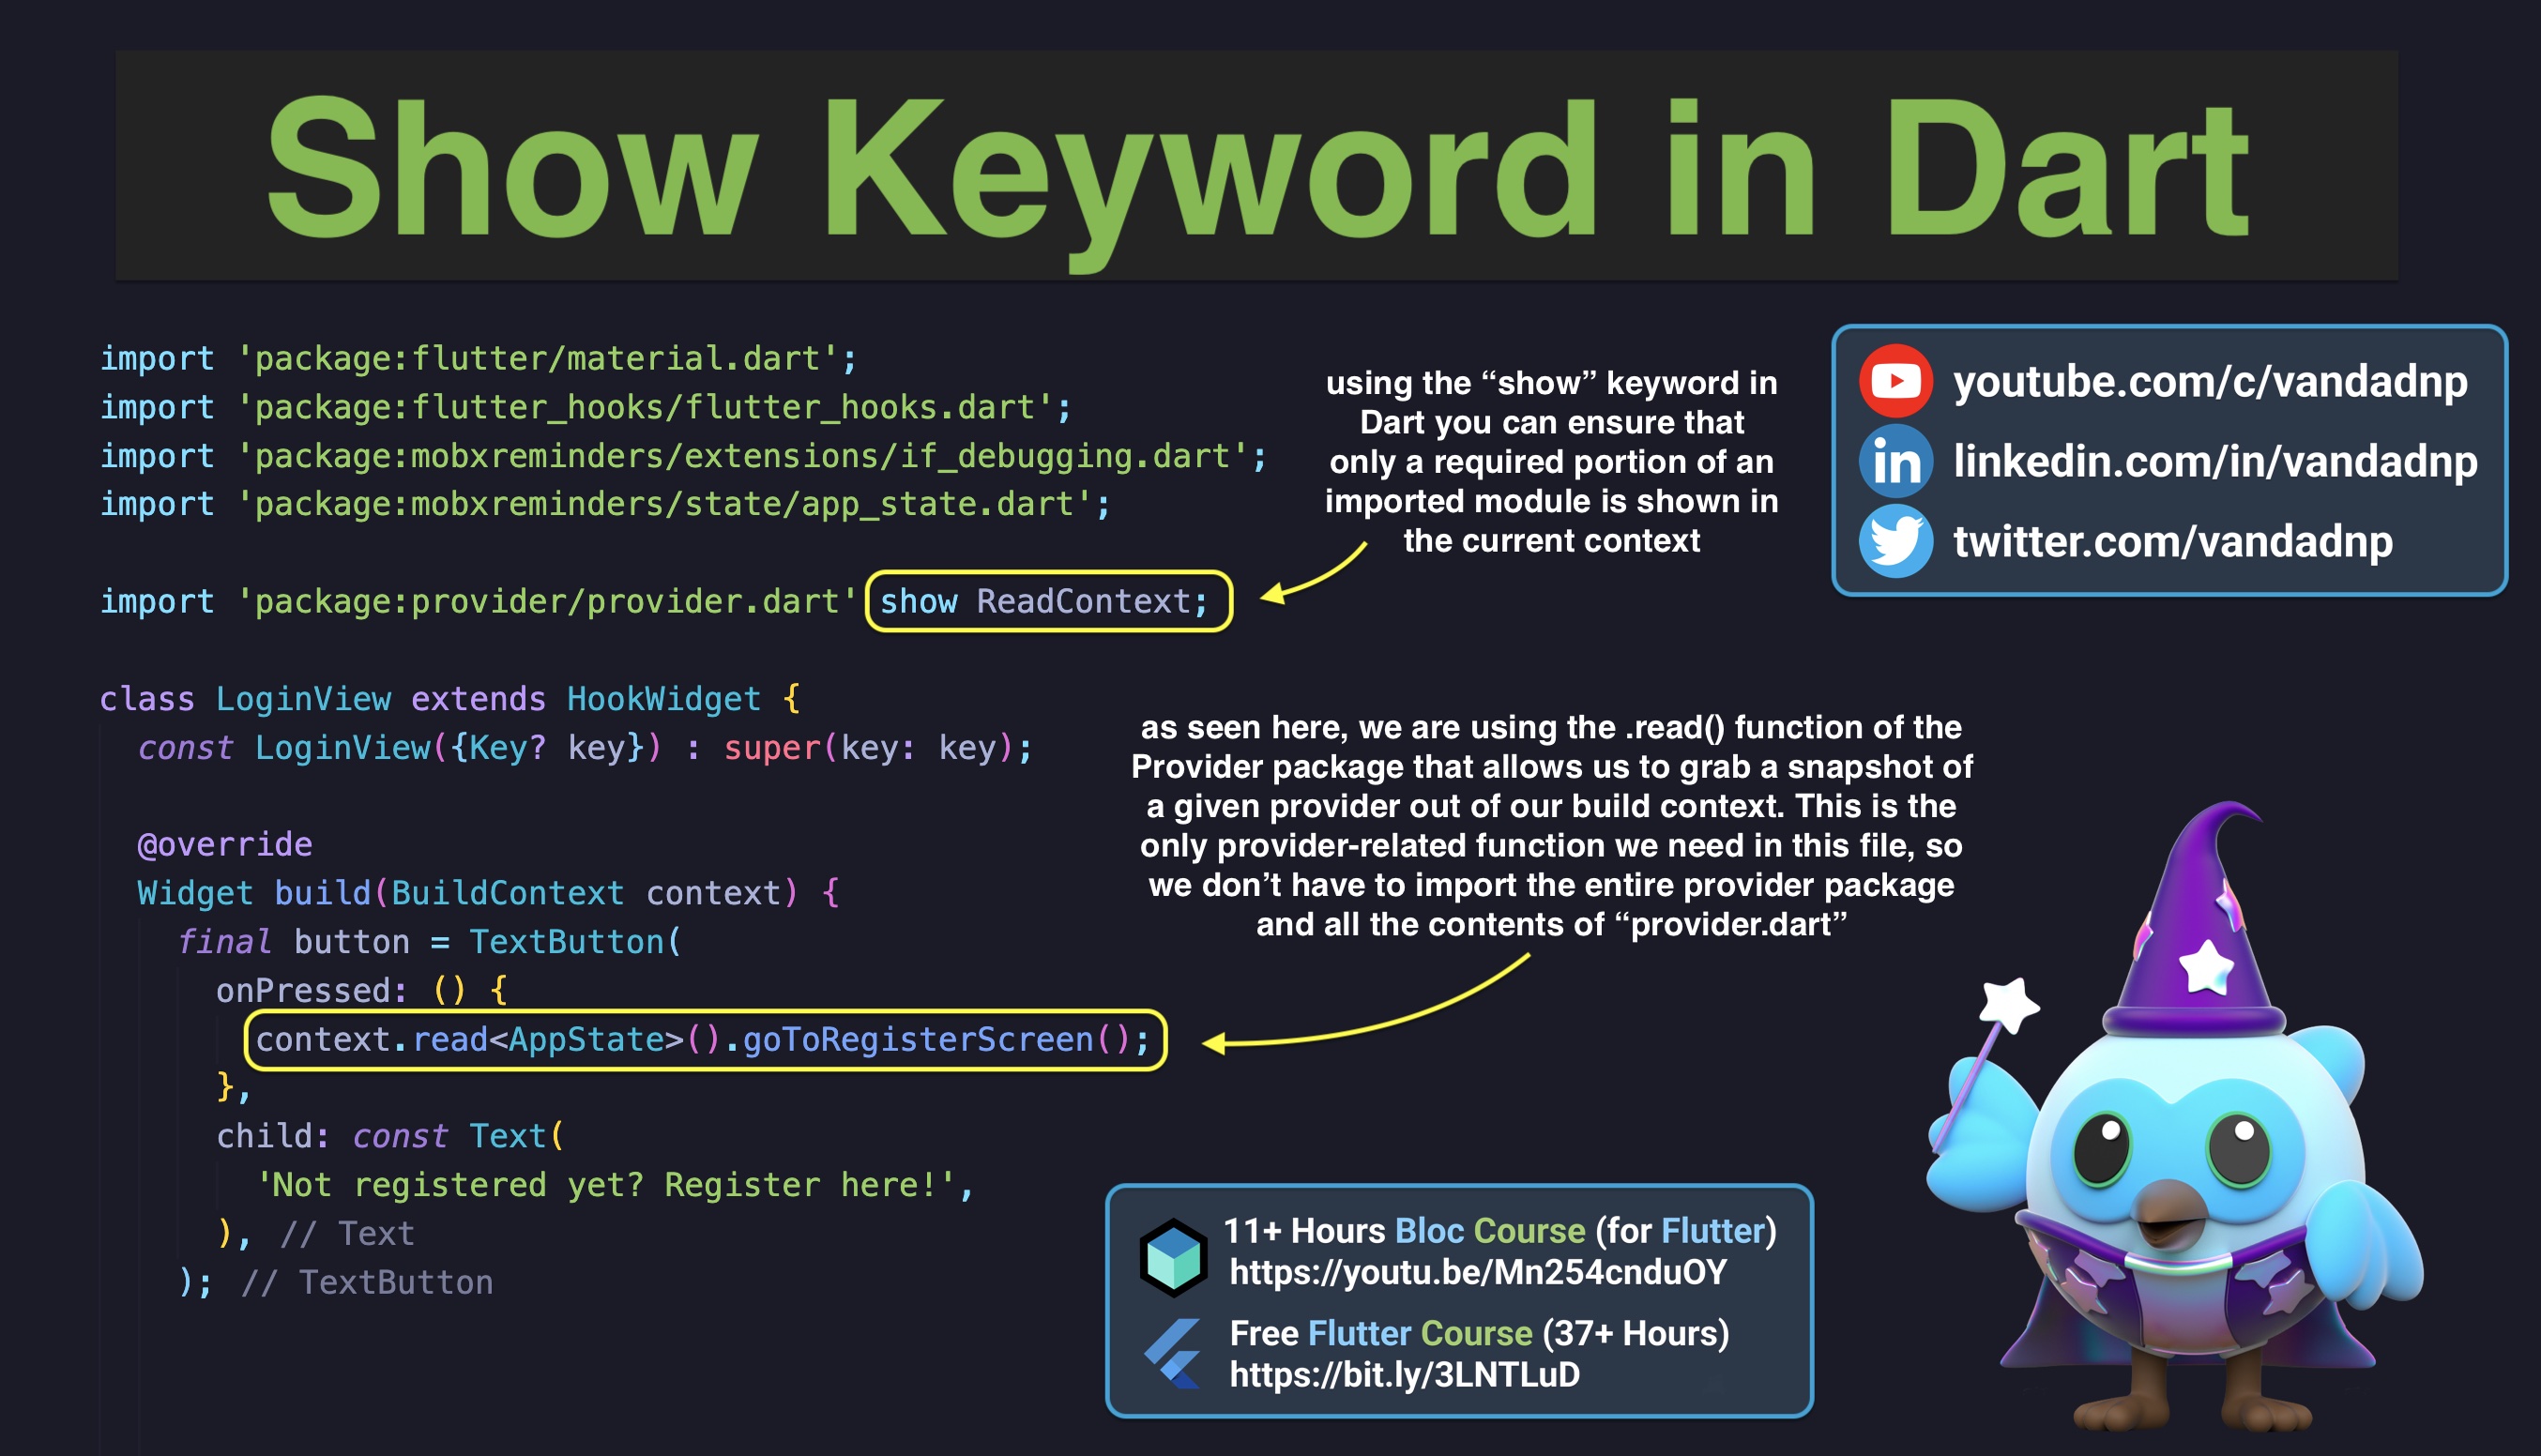 Show Keyword in Dart
import 'package:flutter/material.dart';
import 'package:flutter_hooks/flutter_hooks.dart';
import 'package:mobxreminders/extensions/if_debugging.dart';
import 'package:mobxreminders/state/app_state.dart';
import 'package:provider/provider.dart' show ReadContext;
using the “show” keyword in
Dart you can ensure that
only a required portion of an
imported module is shown in
the current context
youtube.com/c/vandadnp
linkedin.com/in/vandadnp
twitter.com/vandadnp
class LoginView extends HookWidget {
const LoginView({Key? key}) : super(key: key);
@override
Widget build(BuildContext context) {
final button = TextButton(
onPressed: () {
context.read<AppState>().goToRegisterScreen();
},
child: const Text(
'Not registered yet? Register here!',
), // Text
); // TextButton
as seen here, we are using the .read() function of the
Provider package that allows us to grab a snapshot of
a given provider out of our build context. This is the
only provider-related function we need in this file, so
we don’t have to import the entire provider package
and all the contents of “provider.dart”
11+ Hours Bloc Course (for Flutter)
https://youtu.be/Mn254cnduOY
Free Flutter Course (37+ Hours)
https://bit.ly/3LNTLuD